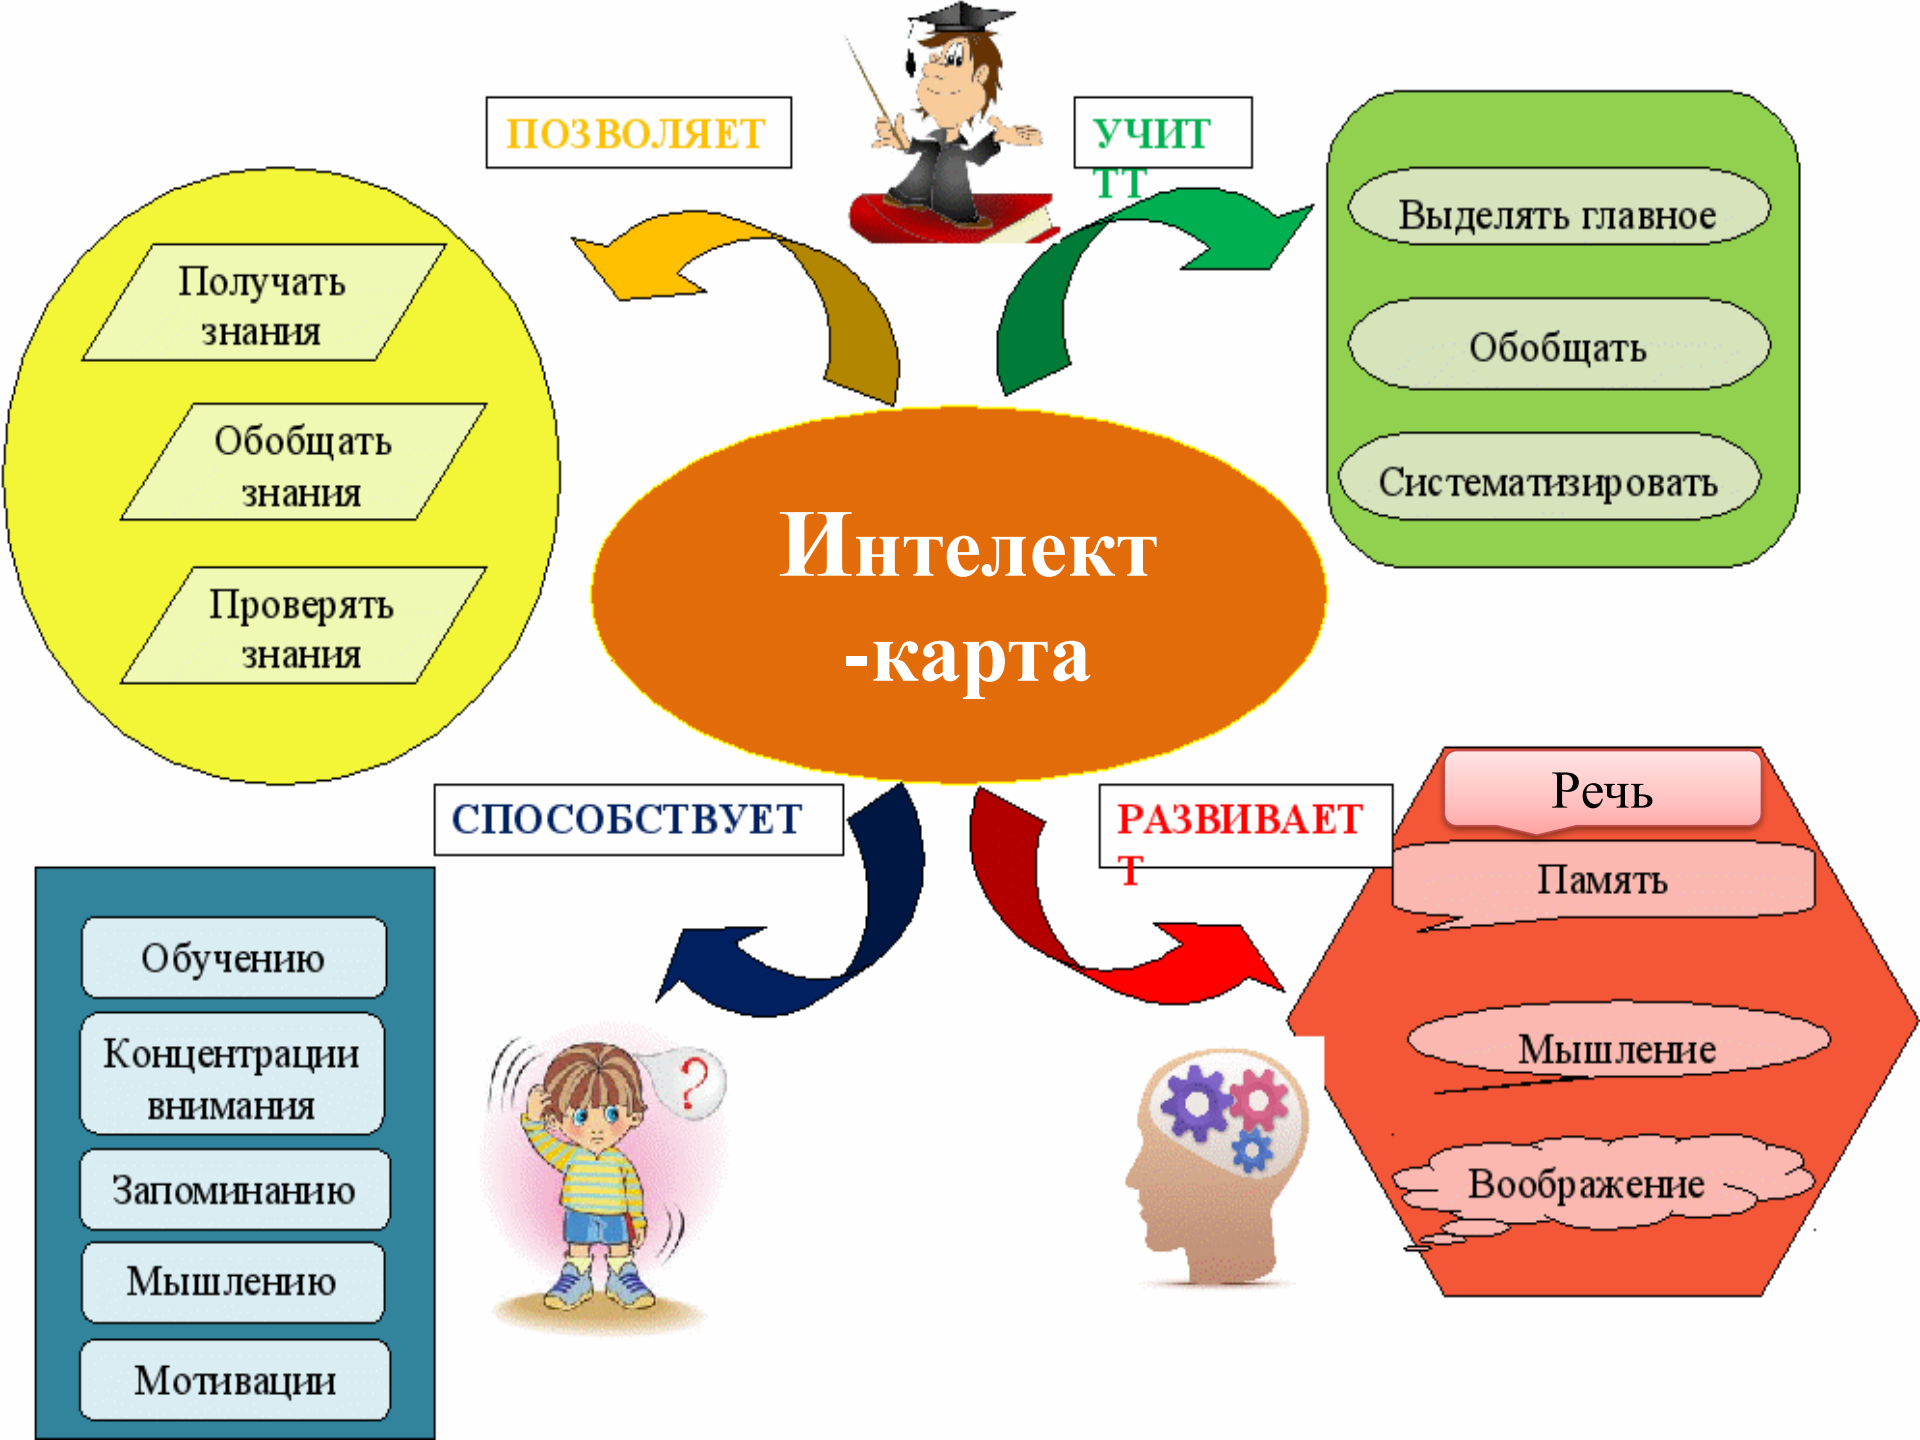 ПОЗВОЛЯЕТ
УЧИТ
ТТ
Получать
знания
Обобщать
знания
Проверять
знания
Выделять главное
Обобщать
Систематизировать
Интелект
-карта
СПОСОБСТВУЕТ
РАЗВИВАЕТ
Т
Обучению
Концентрации
внимания
Запоминанию
Мышлению
Мотивации
?
Речь
Память
Мышление
Воображение